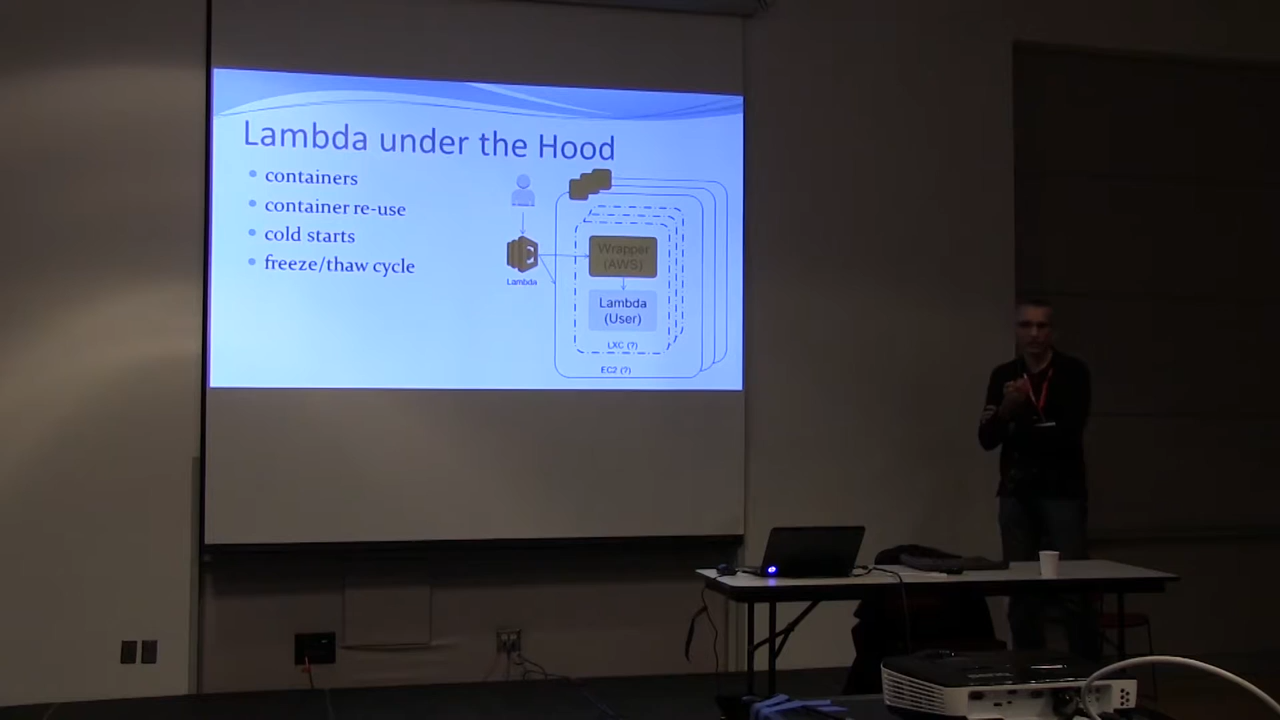 Lambda under the Hood
containers
container re-use
cold starts
freeze/thaw cycle
Lambda
Wrapper
(AWS)
Lambda
(User)
LXC (?)
EC2 (?)